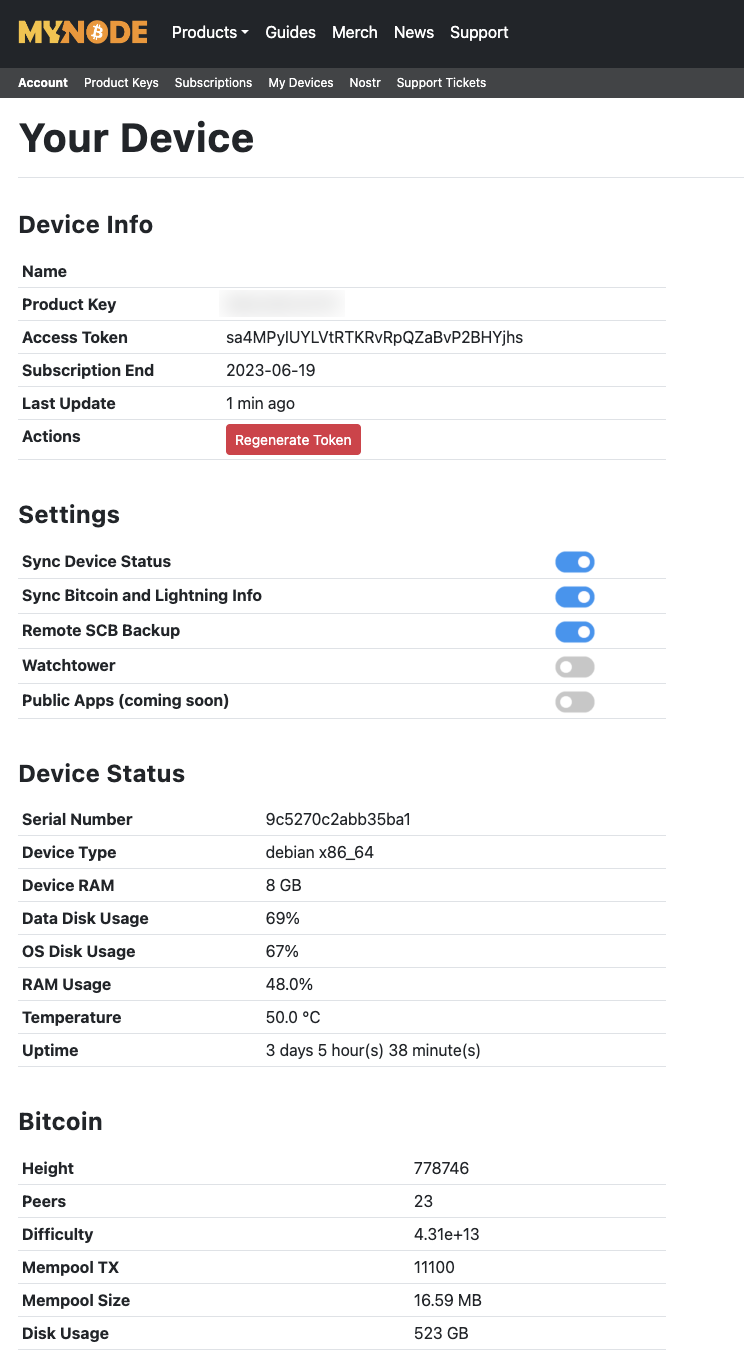 MYNODE Products Guides Merch News Support
Account Product Keys Subscriptions My Devices Nostr Support Tickets
Your Device
Device Info
Name
Product Key
Access Token sa4MPylUYLVtRTKRvRpQZaBvP2BHYjhs
Subscription End 2023-06-19
Last Update 1 min ago
Actions Regenerate Token
Settings
Sync Device Status
Sync Bitcoin and Lightning Info
Remote SCB Backup
Watchtower
Public Apps (coming soon)
Device Status
Serial Number 9c5270c2abb35ba1
Device Type debian x86_64
Device RAM 8 GB
Data Disk Usage 69%
OS Disk Usage 67%
RAM Usage 48.0%
Temperature 50.0 °C
Uptime 3 days 5 hour(s) 38 minute(s)
Bitcoin
Height 778746
Peers 23
Difficulty 4.31e+13
Mempool TX 11100
Mempool Size 16.59 MB
Disk Usage 523 GB